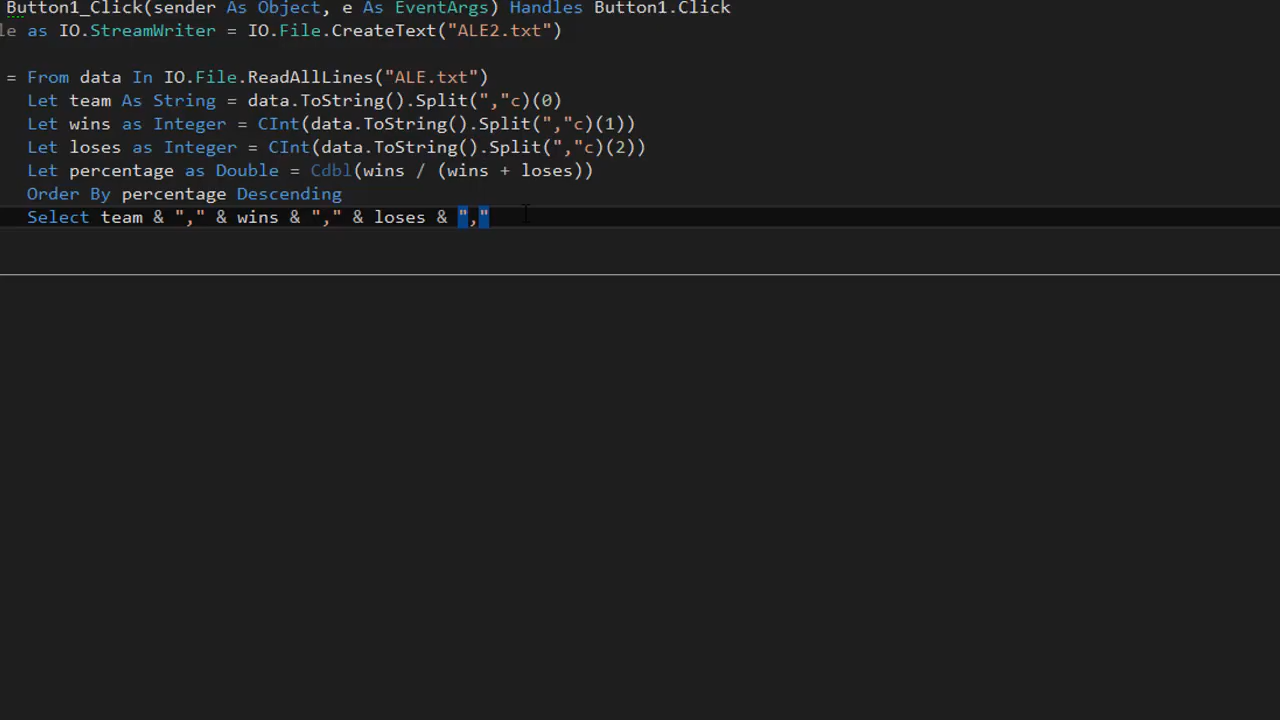 Button1_Click(sender As Object, e As EventArgs) Handles Button1.Click
le as IO.StreamWriter = IO.File.CreateText("ALE2.txt")
= From data In IO.File.ReadAllLines("ALE.txt")
Let team As String = data.ToString().Split(","c)(0)
Let wins as Integer = CInt(data.ToString().Split(","c)(1))
Let loses as Integer = CInt(data.ToString().Split(","c)(2))
Let percentage as Double = Cdbl(wins / (wins + loses))
Order By percentage Descending
Select team & "," & wins & "," & loses & ","